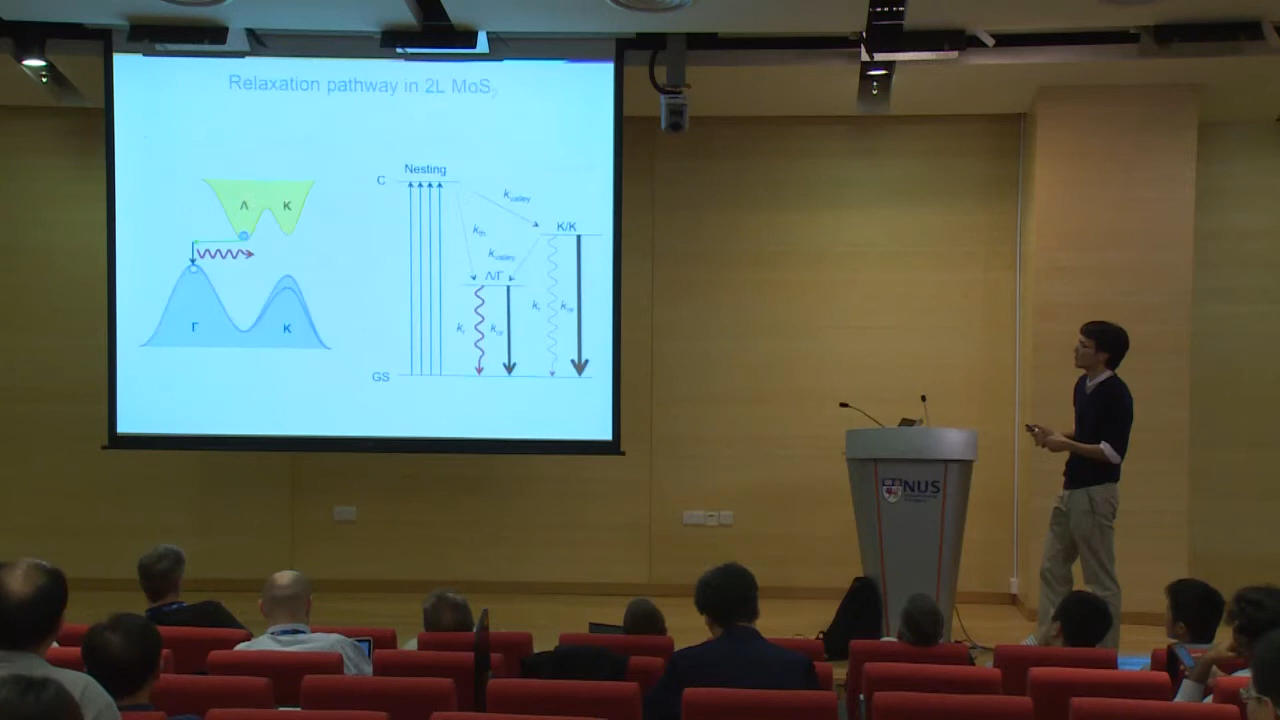 Relaxation pathway in 2L MoS2
Nesting
C
kvalley
Λ K
K/K
kth
kvalley
Λ/Γ
Γ K
kr knr
kr knr
GS
NUS